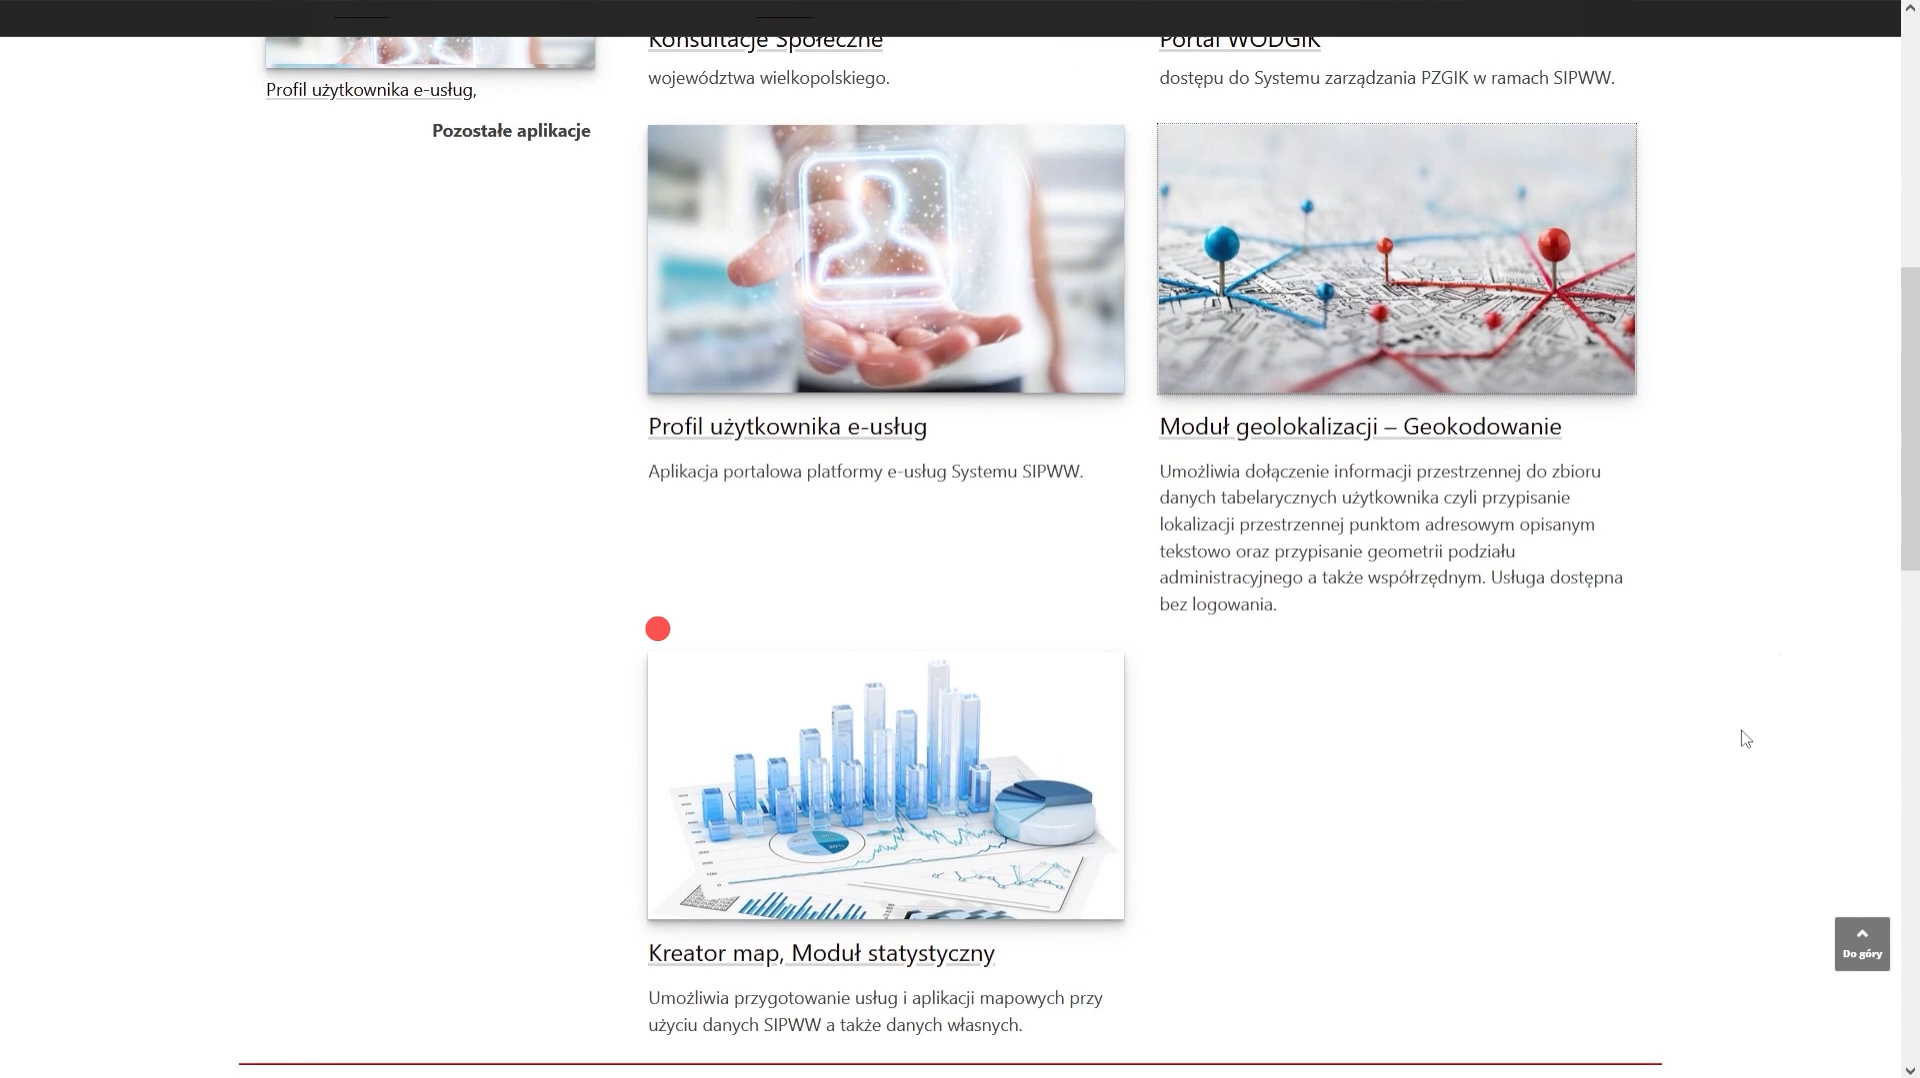 Profil użytkownika e-usług,
Pozostałe aplikacje
Konsultacje Społeczne
województwa wielkopolskiego.
Portal WODGiK
dostępu do Systemu zarządzania PZGIK w ramach SIPWW.
Profil użytkownika e-usług
Aplikacja portalowa platformy e-usług Systemu SIPWW.
Moduł geolokalizacji – Geokodowanie
Umożliwia dołączenie informacji przestrzennej do zbioru
danych tabelarycznych użytkownika czyli przypisanie
lokalizacji przestrzennej punktom adresowym opisanym
tekstowo oraz przypisanie geometrii podziału
administracyjnego a także współrzędnym. Usługa dostępna
bez logowania.
Kreator map, Moduł statystyczny
Umożliwia przygotowanie usług i aplikacji mapowych przy
użyciu danych SIPWW a także danych własnych.
Do góry